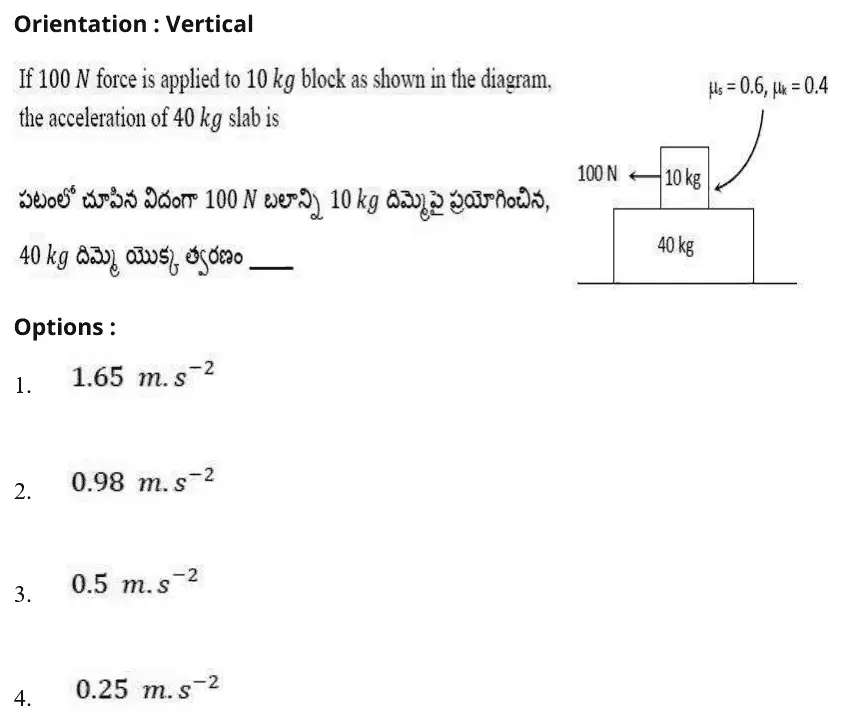 Orientation : Vertical
If 100 N force is applied to 10 kg block as shown in the diagram,
the acceleration of 40 kg slab is
μs = 0.6, μk = 0.4
100 N
10 kg
40 kg
పటంలో చూపిన విదంగా 100 N బలాన్ని 10 kg దిమ్మెపై ప్రయోగించిన,
40 kg దిమ్మె యొక్క త్వరణం ____
Options :
1. 1.65 m.s⁻²
2. 0.98 m.s⁻²
3. 0.5 m.s⁻²
4. 0.25 m.s⁻²